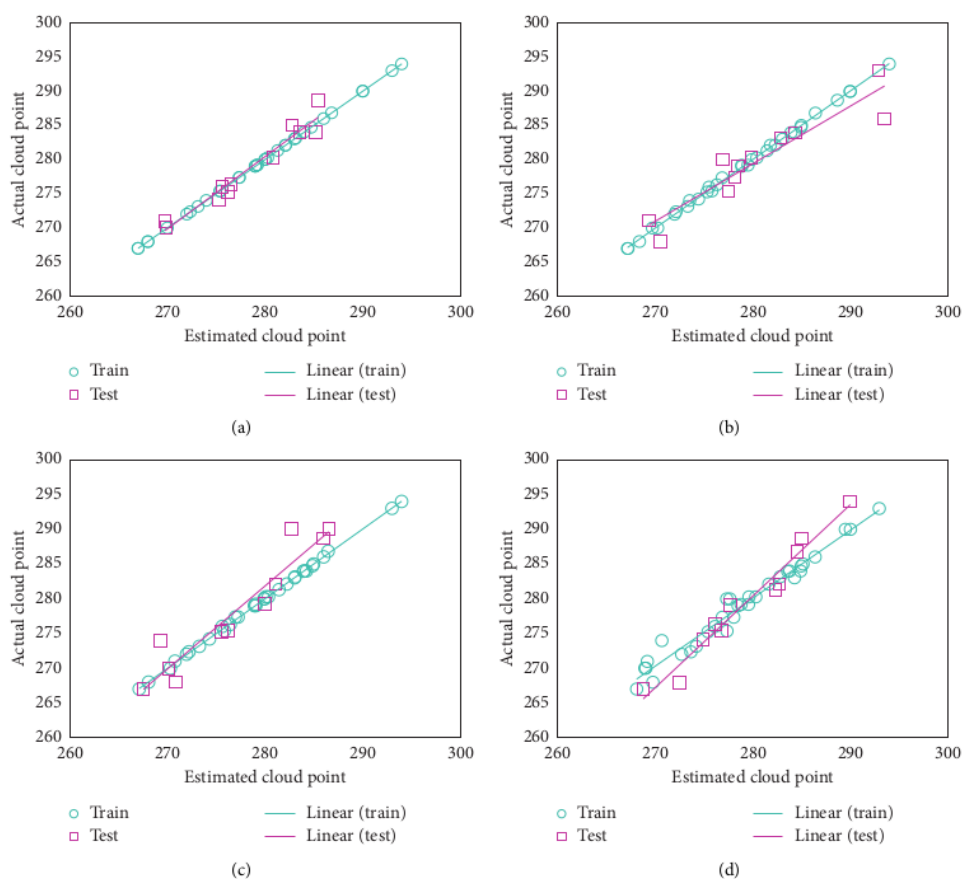 300
295
290
285
280
275
270
265
260
Actual cloud point
260 270 280 290 300
Estimated cloud point
Train Linear (train)
Test Linear (test)
(a)
300
295
290
285
280
275
270
265
260
Actual cloud point
260 270 280 290 300
Estimated cloud point
Train Linear (train)
Test Linear (test)
(b)
300
295
290
285
280
275
270
265
260
Actual cloud point
260 270 280 290 300
Estimated cloud point
Train Linear (train)
Test Linear (test)
(c)
300
295
290
285
280
275
270
265
260
Actual cloud point
260 270 280 290 300
Estimated cloud point
Train Linear (train)
Test Linear (test)
(d)